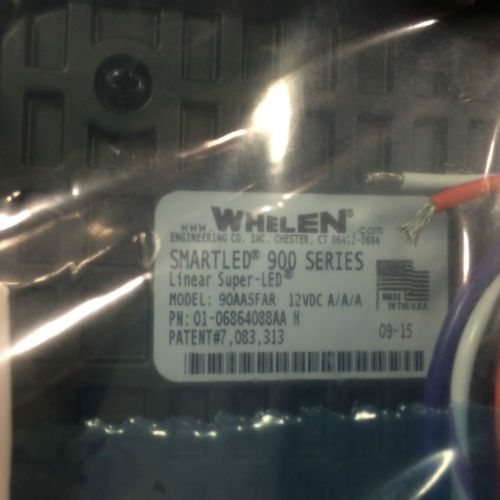 www.WHELEN®.com
ENGINEERING CO. INC. CHESTER, CT 06412-0684
SMARTLED® 900 SERIES
Linear Super-LED®
MODEL: 90AA5FAR 12VDC A/A/A
PN: 01-06864088AA H
PATENT#7,083,313
MADE
IN THE U.S.A.
09-15